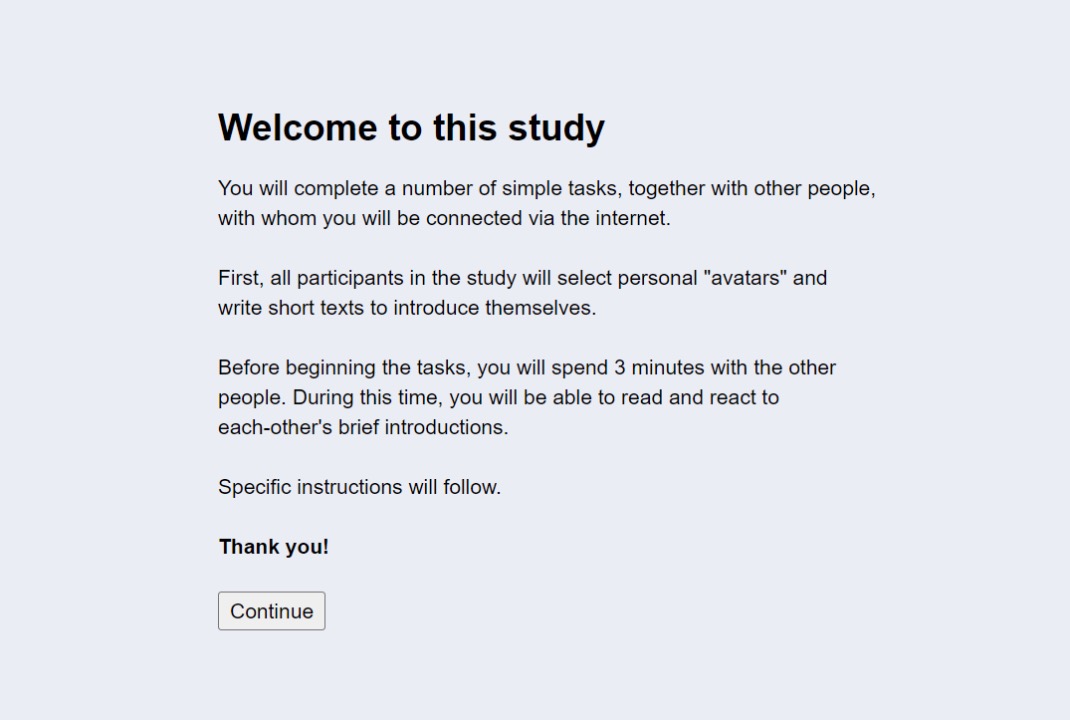 Welcome to this study
You will complete a number of simple tasks, together with other people,
with whom you will be connected via the internet.
First, all participants in the study will select personal "avatars" and
write short texts to introduce themselves.
Before beginning the tasks, you will spend 3 minutes with the other
people. During this time, you will be able to read and react to
each-other's brief introductions.
Specific instructions will follow.
Thank you!
Continue